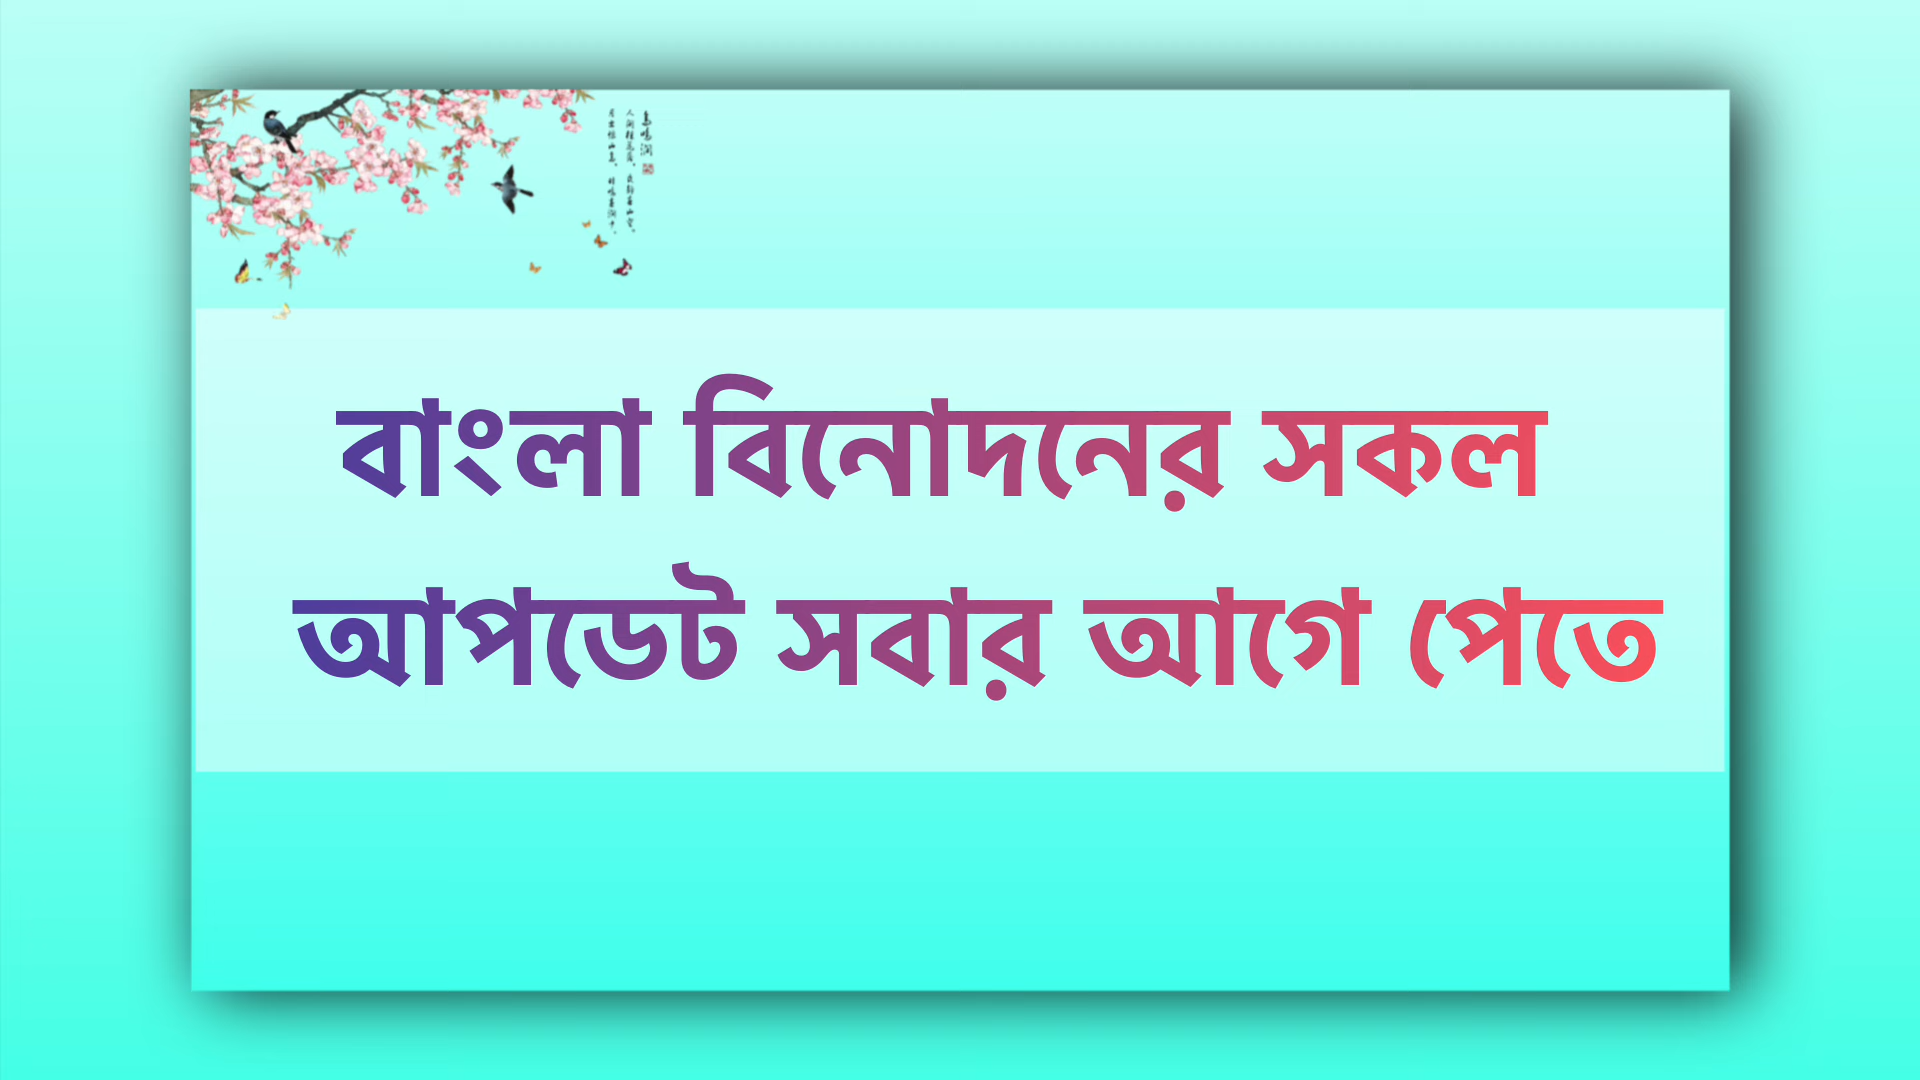 বাংলা বিনোদনের সকল
আপডেট সবার আগে পেতে